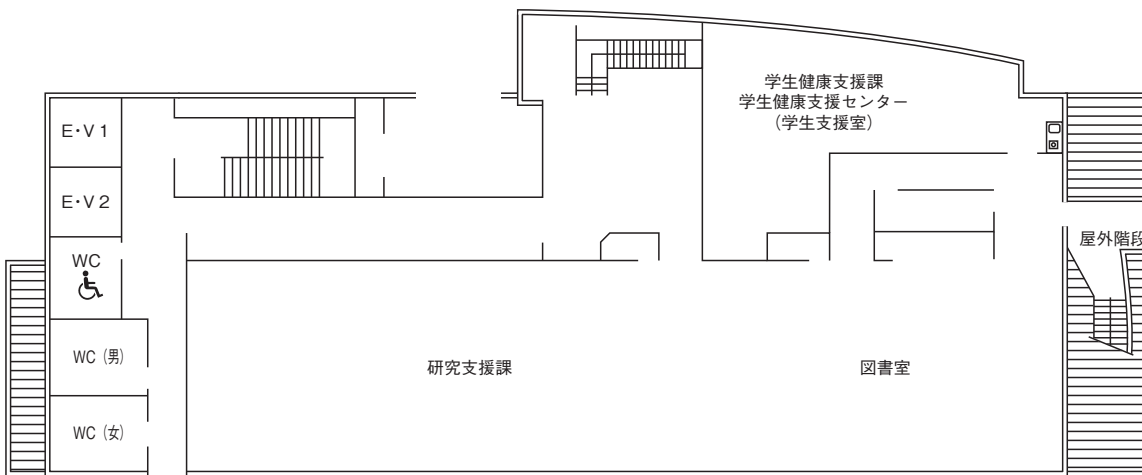 学生健康支援課
学生健康支援センター
（学生支援室）
E・V 1
E・V 2
屋外階段
WC
WC（男）
研究支援課
図書室
WC（女）